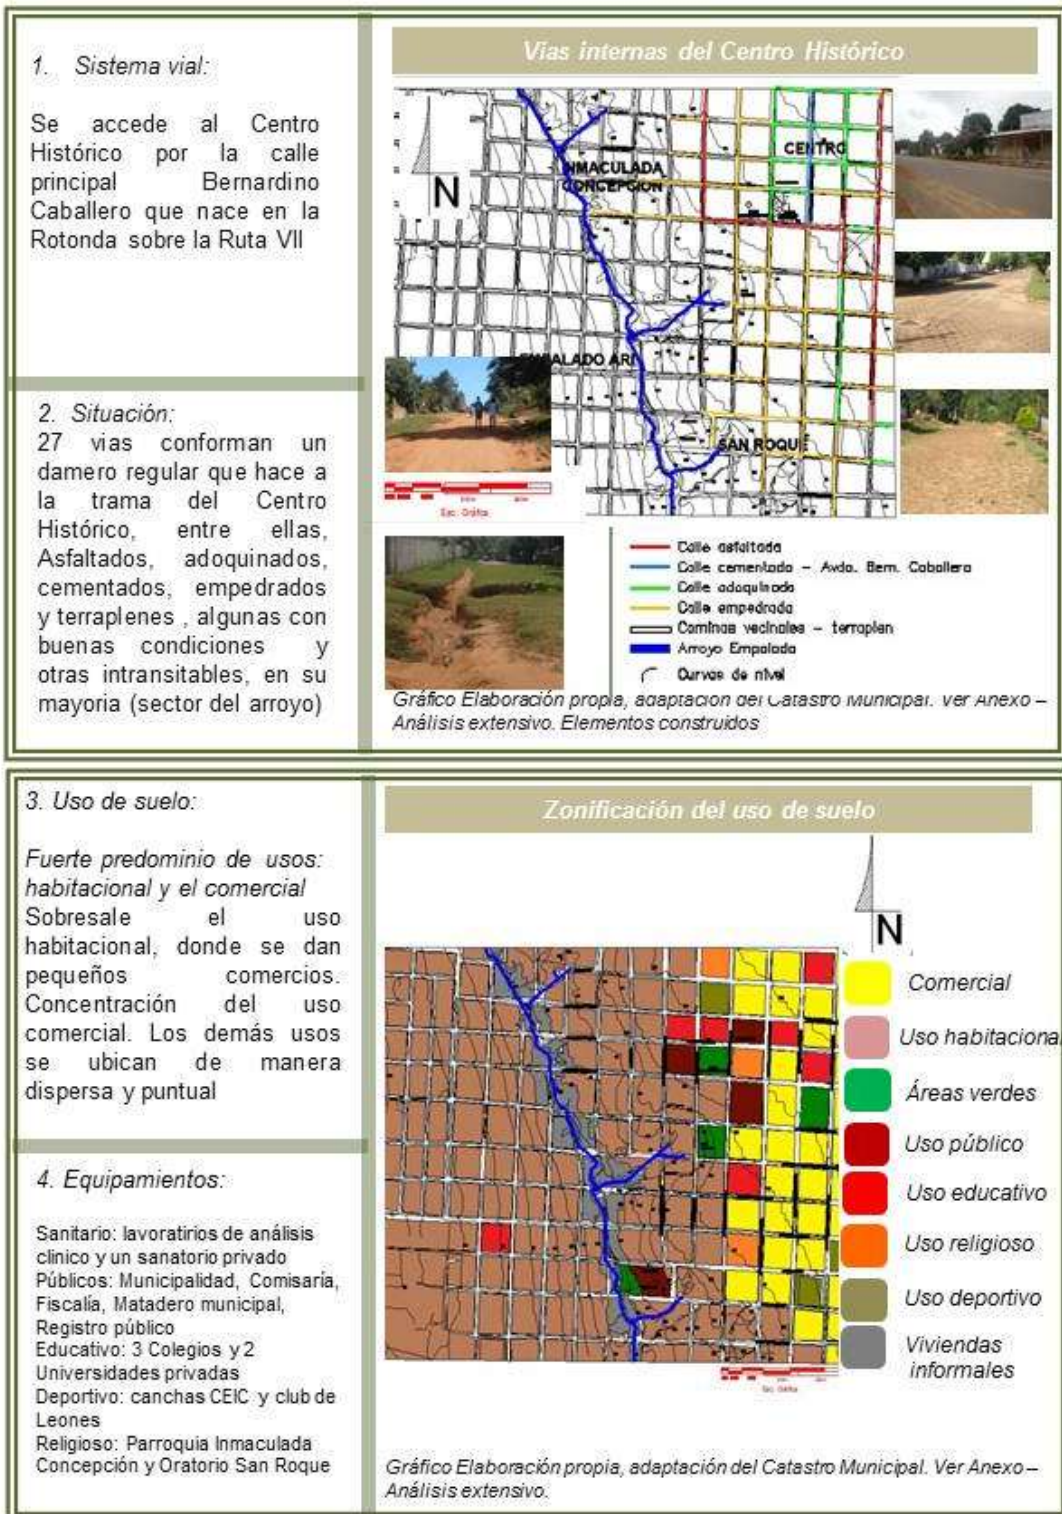 1. Sistema vial:
Se accede al Centro
Histórico por la calle
principal Bernardino
Caballero que nace en la
Rotonda sobre la Ruta VII
2. Situación:
27 vias conforman un
damero regular que hace a
la trama del Centro
Histórico, entre ellas,
Asfaltados, adoquinados,
cementados, empedrados
y terraplenes , algunas con
buenas condiciones y
otras intransitables, en su
mayoria (sector del arroyo)
Vias internas del Centro Histórico
N
CENTRO
INMACULADA
CONCEPCION
EMPALADO ARI
SAN ROQUE
Esc. Gráfica
Calle asfaltada
Calle cementada - Avda. Bern. Caballero
Calle adoquinada
Calle empedrada
Caminos vecinales - terraplen
Arroyo Empalado
Curvas de nivel
Gráfico Elaboración propia, adaptación del Catastro Municipal. Ver Anexo –
Análisis extensivo. Elementos construidos
3. Uso de suelo:
Fuerte predominio de usos:
habitacional y el comercial
Sobresale el uso
habitacional, donde se dan
pequeños comercios.
Concentración del uso
comercial. Los demás usos
se ubican de manera
dispersa y puntual
4. Equipamientos:
Sanitario: lavoratirios de análisis
clinico y un sanatorio privado
Públicos: Municipalidad, Comisaría,
Fiscalía, Matadero municipal,
Registro público
Educativo: 3 Colegios y 2
Universidades privadas
Deportivo: canchas CEIC y club de
Leones
Religioso: Parroquia Inmaculada
Concepción y Oratorio San Roque
Zonificación del uso de suelo
N
Comercial
Uso habitacional
Áreas verdes
Uso público
Uso educativo
Uso religioso
Uso deportivo
Viviendas
informales
Esc. Gráfica
Gráfico Elaboración propia, adaptación del Catastro Municipal. Ver Anexo –
Análisis extensivo.